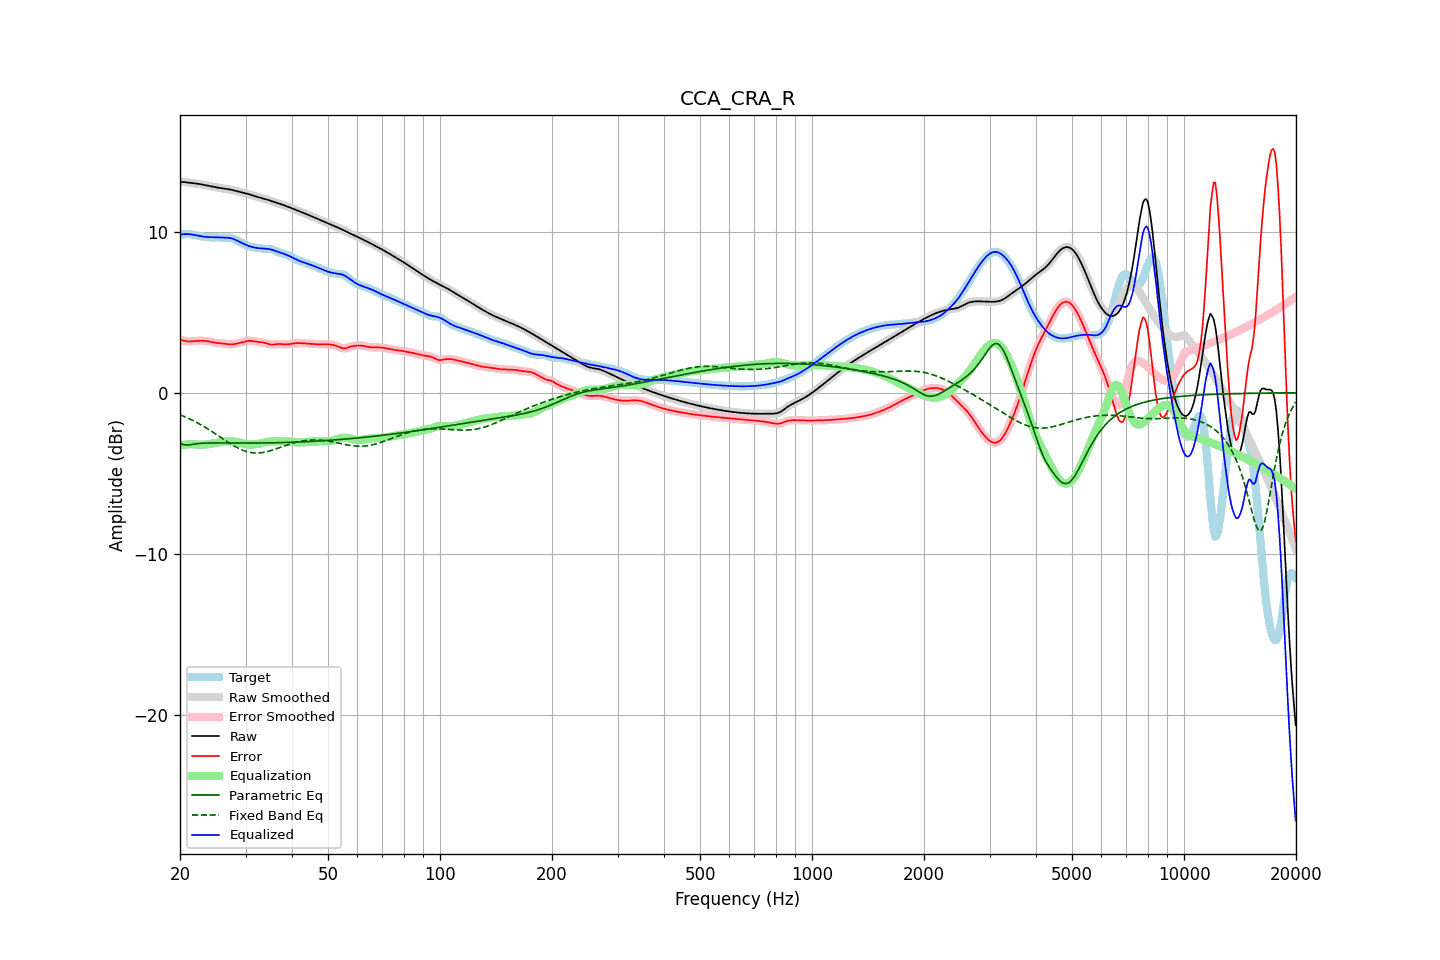 CCA_CRA_R
Amplitude (dBr)
10
0
−10
−20
Target
Raw Smoothed
Error Smoothed
Raw
Error
Equalization
Parametric Eq
Fixed Band Eq
Equalized
20 50 100 200 500 1000 2000 5000 10000 20000
Frequency (Hz)